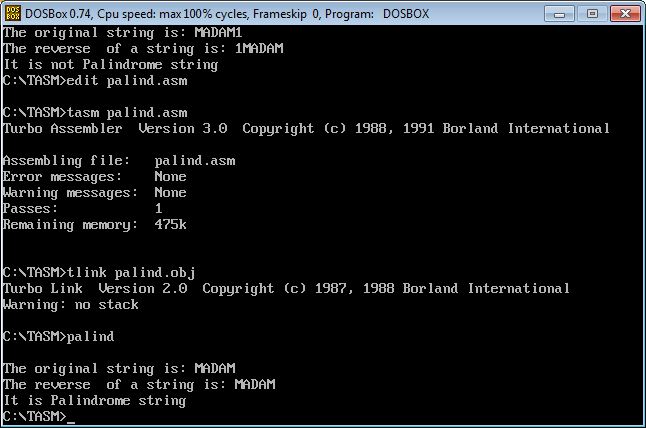 DOSBox 0.74, Cpu speed: max 100% cycles, Frameskip 0, Program: DOSBOX
The original string is: MADAM1
The reverse  of a string is: 1MADAM
It is not Palindrome string
C:\TASM>edit palind.asm
C:\TASM>tasm palind.asm
Turbo Assembler  Version 3.0  Copyright (c) 1988, 1991 Borland International
Assembling file:   palind.asm
Error messages:    None
Warning messages:  None
Passes:            1
Remaining memory:  475k
C:\TASM>tlink palind.obj
Turbo Link  Version 2.0  Copyright (c) 1987, 1988 Borland International
Warning: no stack
C:\TASM>palind
The original string is: MADAM
The reverse  of a string is: MADAM
It is Palindrome string
C:\TASM>_